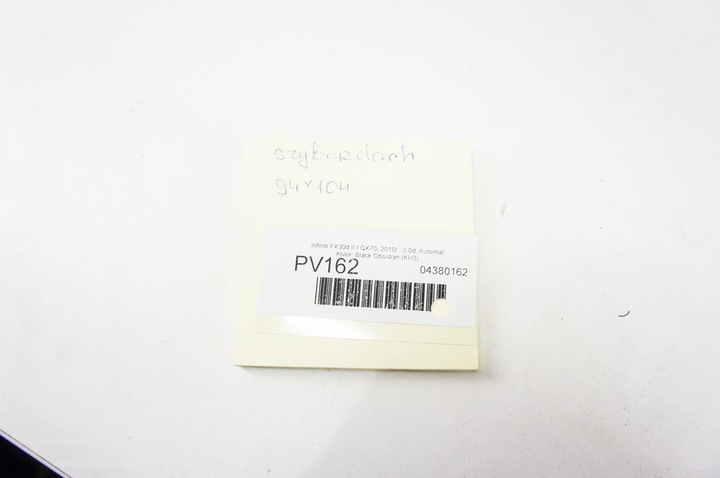 szyberdach
94x104
Infiniti FX30d II / QX70, 2010r., 3.0d, Automat
Kolor: Black Obsidian (KH3)
PV162
04380162